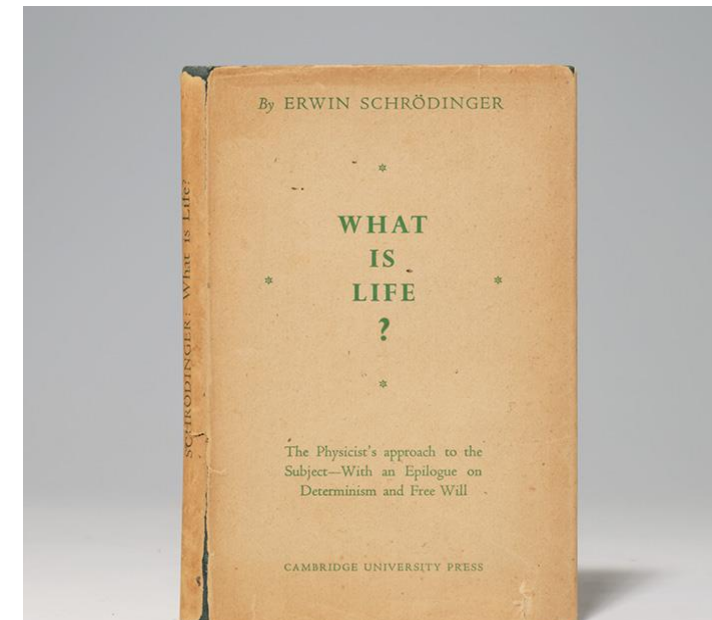 By ERWIN SCHRÖDINGER
WHAT
IS
LIFE
?
The Physicist's approach to the
Subject—With an Epilogue on
Determinism and Free Will
CAMBRIDGE UNIVERSITY PRESS
SCHRÖDINGER: What is Life?